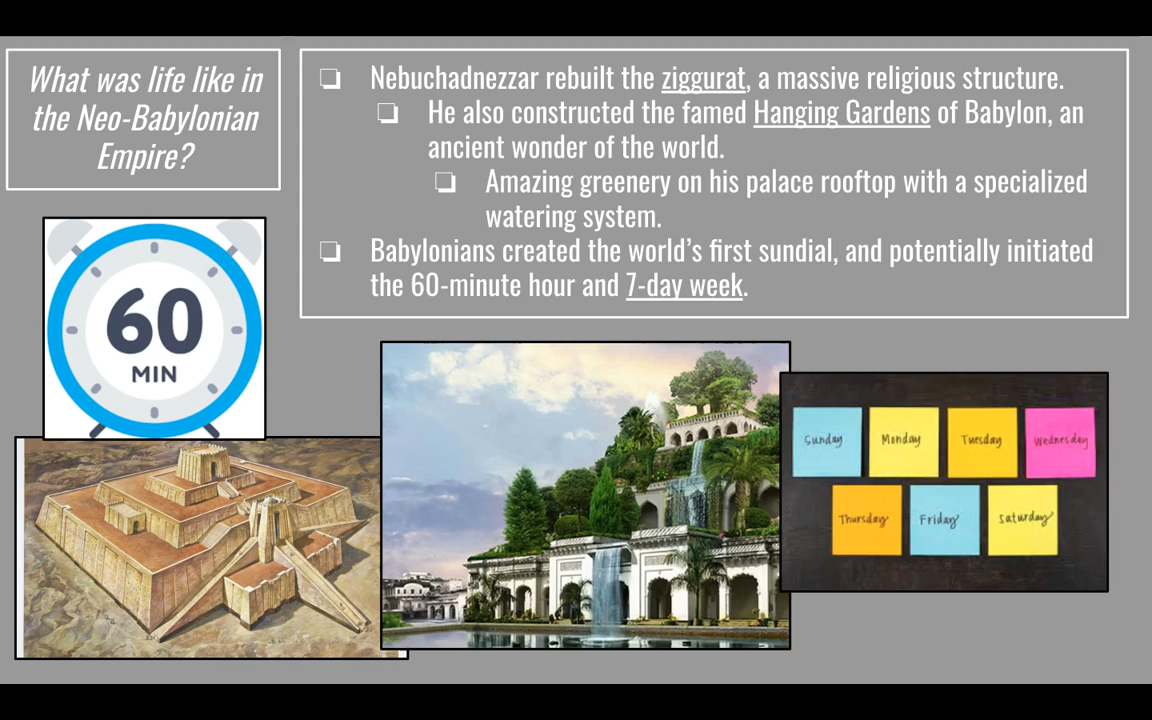 What was life like in
the Neo-Babylonian
Empire?
Nebuchadnezzar rebuilt the ziggurat, a massive religious structure.
He also constructed the famed Hanging Gardens of Babylon, an
ancient wonder of the world.
Amazing greenery on his palace rooftop with a specialized
watering system.
Babylonians created the world's first sundial, and potentially initiated
the 60-minute hour and 7-day week.
60
MIN
Sunday
Monday
Tuesday
Wednesday
Thursday
Friday
Saturday